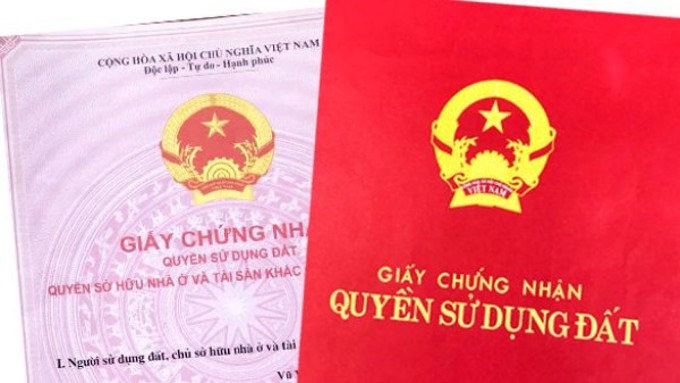 CỘNG HÒA XÃ HỘI CHỦ NGHĨA VIỆT NAM
Độc lập - Tự do - Hạnh phúc
GIẤY CHỨNG NHẬ
QUYỀN SỬ DỤNG ĐẤT
QUYỀN SỞ HỮU NHÀ Ở VÀ TÀI SẢN KHÁC
I. Người sử dụng đất, chủ sở hữu nhà ở và tài
Vũ
VIỆT NAM
GIẤY CHỨNG NHẬN
QUYỀN SỬ DỤNG ĐẤT